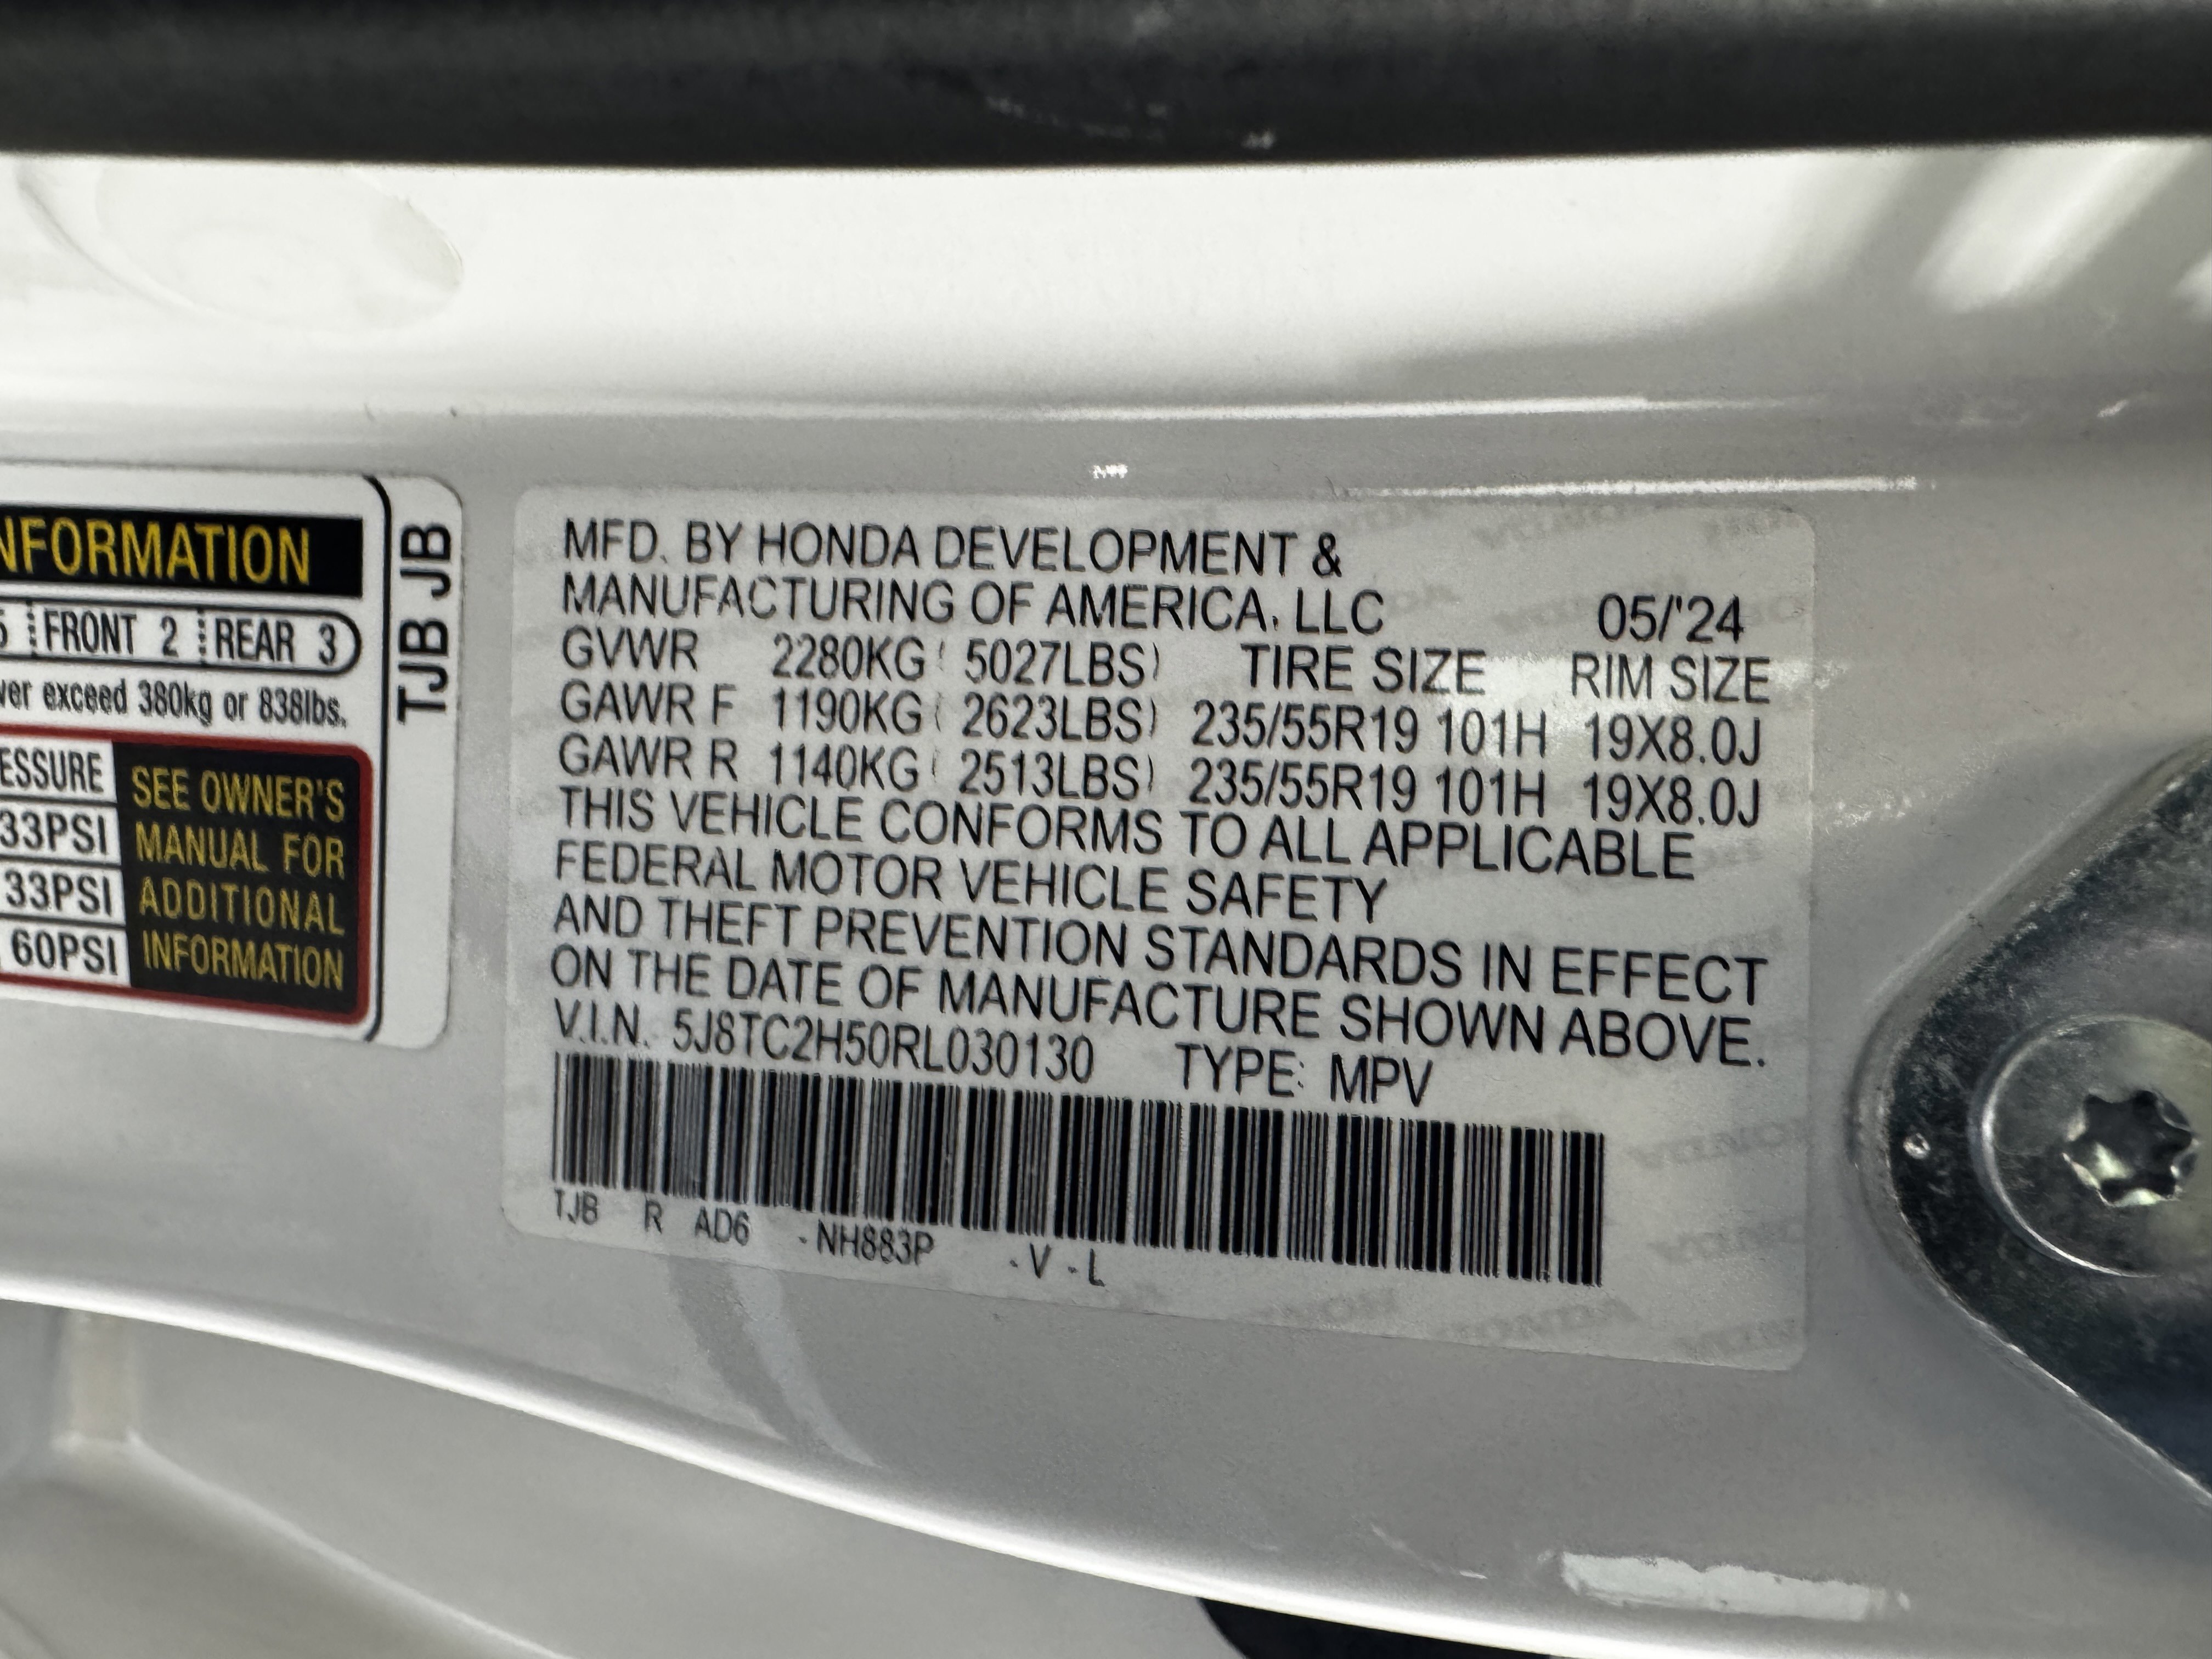 NFORMATION
5 FRONT 2 REAR 3
ver exceed 380kg or 838lbs.
ESSURE
33PSI
33PSI
60PSI
SEE OWNER'S
MANUAL FOR
ADDITIONAL
INFORMATION
TJB JB
MFD. BY HONDA DEVELOPMENT &
MANUFACTURING OF AMERICA, LLC 05/'24
GVWR 2280KG ( 5027LBS) TIRE SIZE RIM SIZE
GAWR F 1190KG ( 2623LBS) 235/55R19 101H 19X8.0J
GAWR R 1140KG ( 2513LBS) 235/55R19 101H 19X8.0J
THIS VEHICLE CONFORMS TO ALL APPLICABLE
FEDERAL MOTOR VEHICLE SAFETY
AND THEFT PREVENTION STANDARDS IN EFFECT
ON THE DATE OF MANUFACTURE SHOWN ABOVE.
V.I.N. 5J8TC2H50RL030130 TYPE: MPV
TJB R AD6 -NH883P -V -L